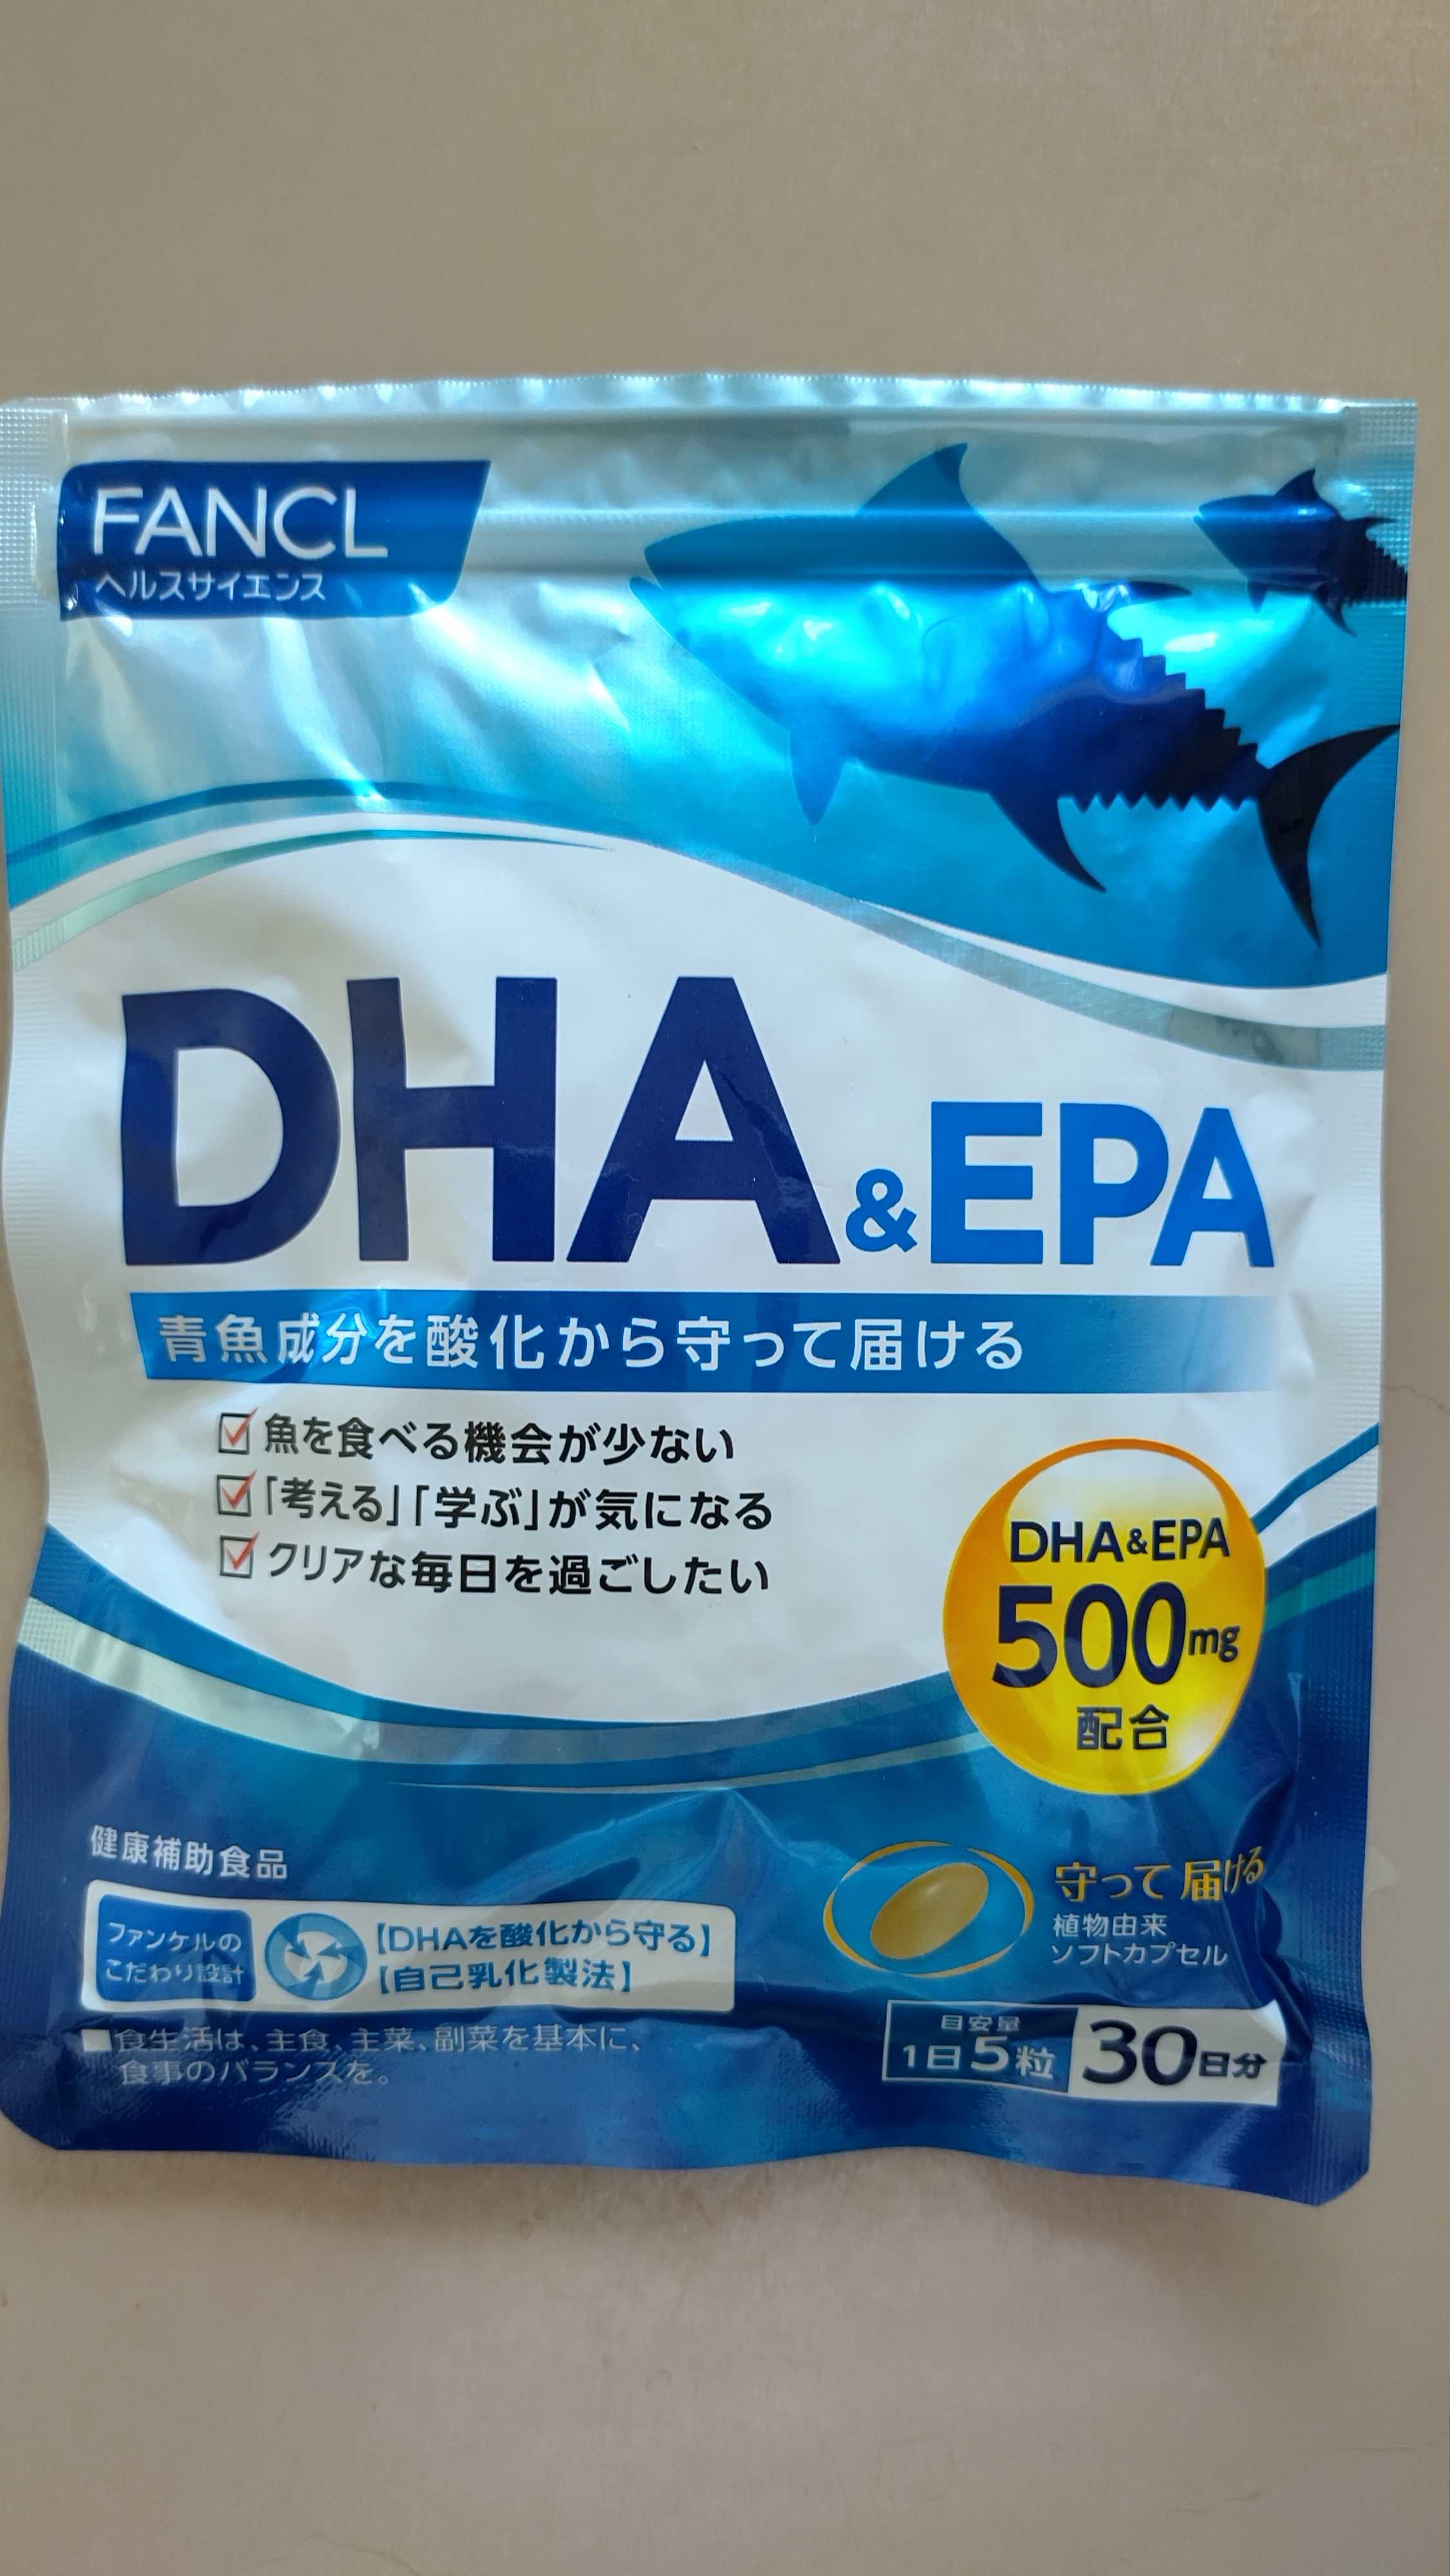 FANCL
ヘルスサイエンス
DHA&EPA
青魚成分を酸化から守って届ける
魚を食べる機会が少ない
「考える」「学ぶ」が気になる
クリアな毎日を過ごしたい
DHA&EPA
500mg
配合
健康補助食品
ファンケルの
こだわり設計
【DHAを酸化から守る】
【自己乳化製法】
■食生活は、主食、主菜、副菜を基本に、
食事のバランスを。
守って届ける
植物由来
ソフトカプセル
目安量
1日5粒
30日分